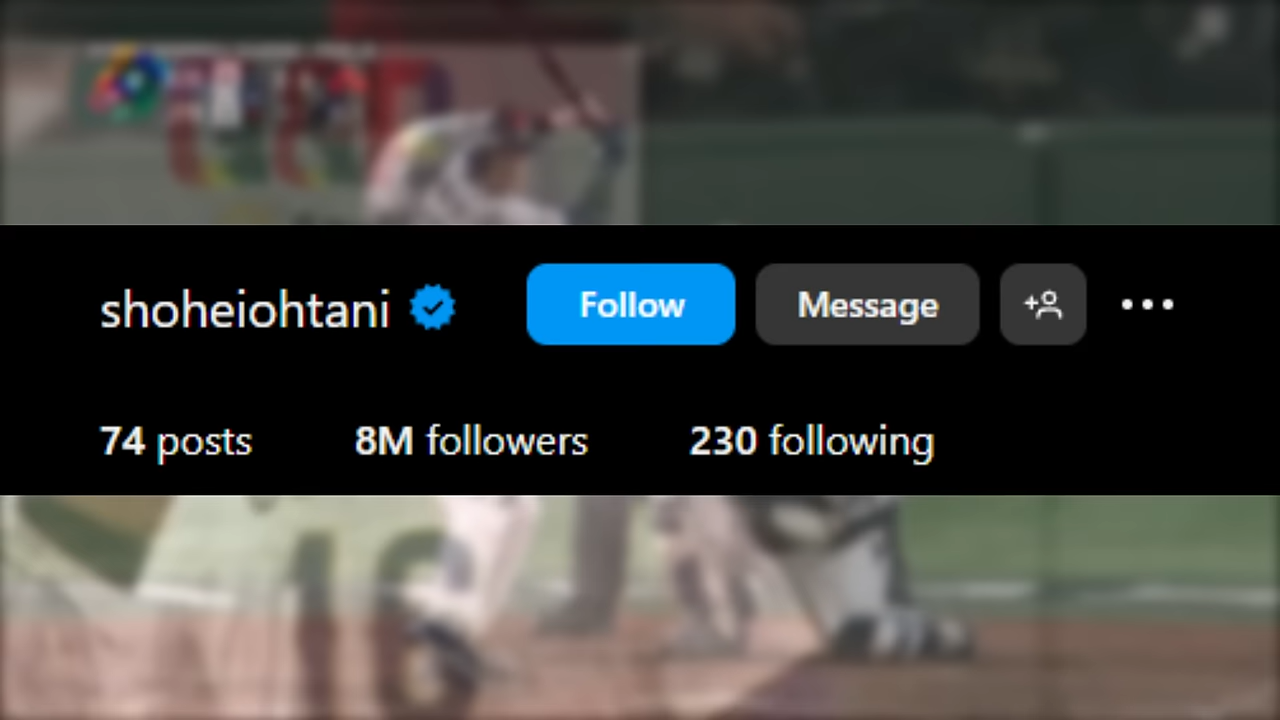 shoheiohtani Follow Message
74 posts 8M followers 230 following